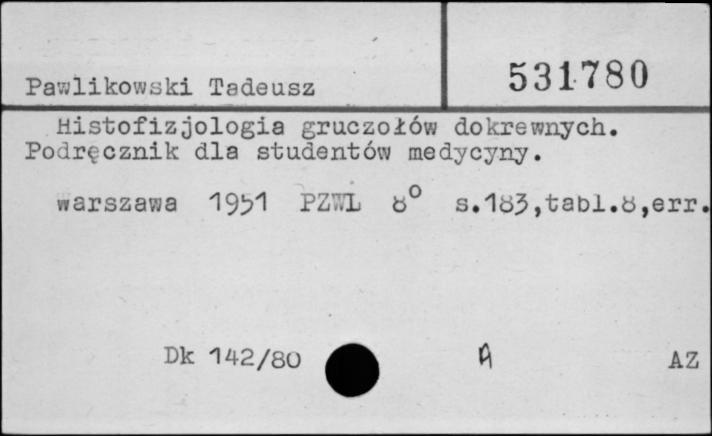 Pawlikowski Tadeusz
531780
Histofizjologia gruczołów dokrewnych.
Podręcznik dla studentów medycyny.
warszawa 1951 PZWL 8° s.183,tabl.8,err.
Dk 142/80 A AZ